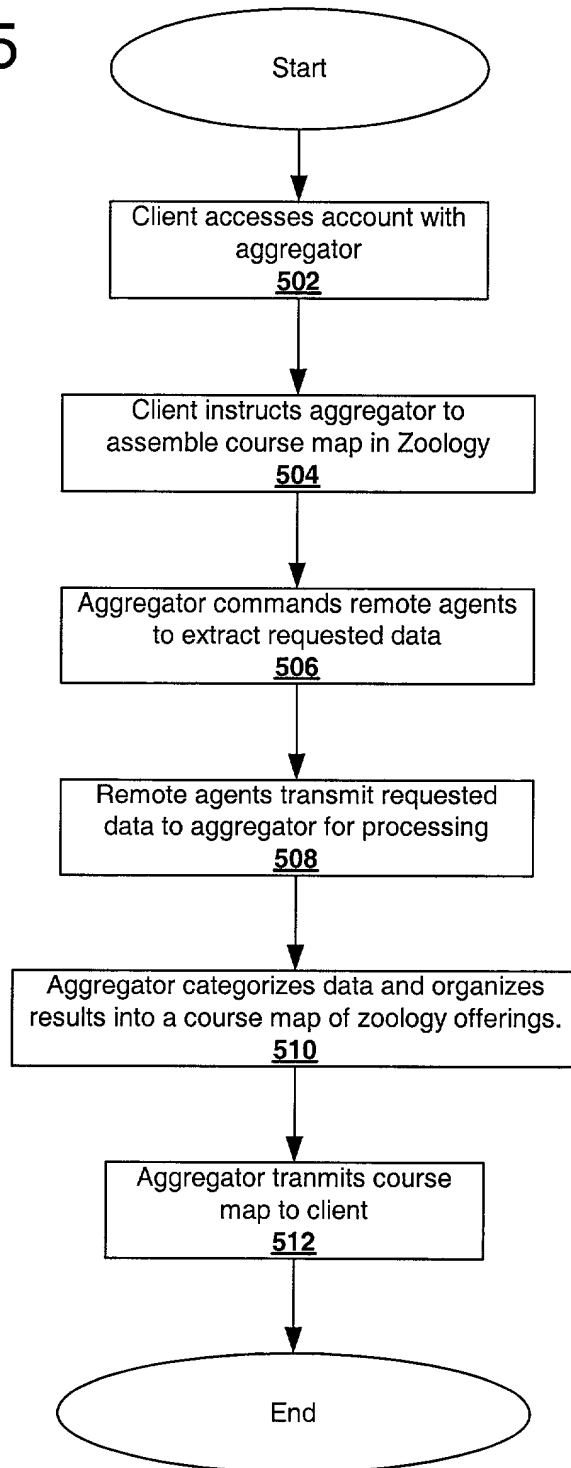 5
Start
Client accesses account with
aggregator
502
Client instructs aggregator to
assemble course map in Zoology
504
Aggregator commands remote agents
to extract requested data
506
Remote agents transmit requested
data to aggregator for processing
508
Aggregator categorizes data and organizes
results into a course map of zoology offerings.
510
Aggregator tranmits course
map to client
512
End